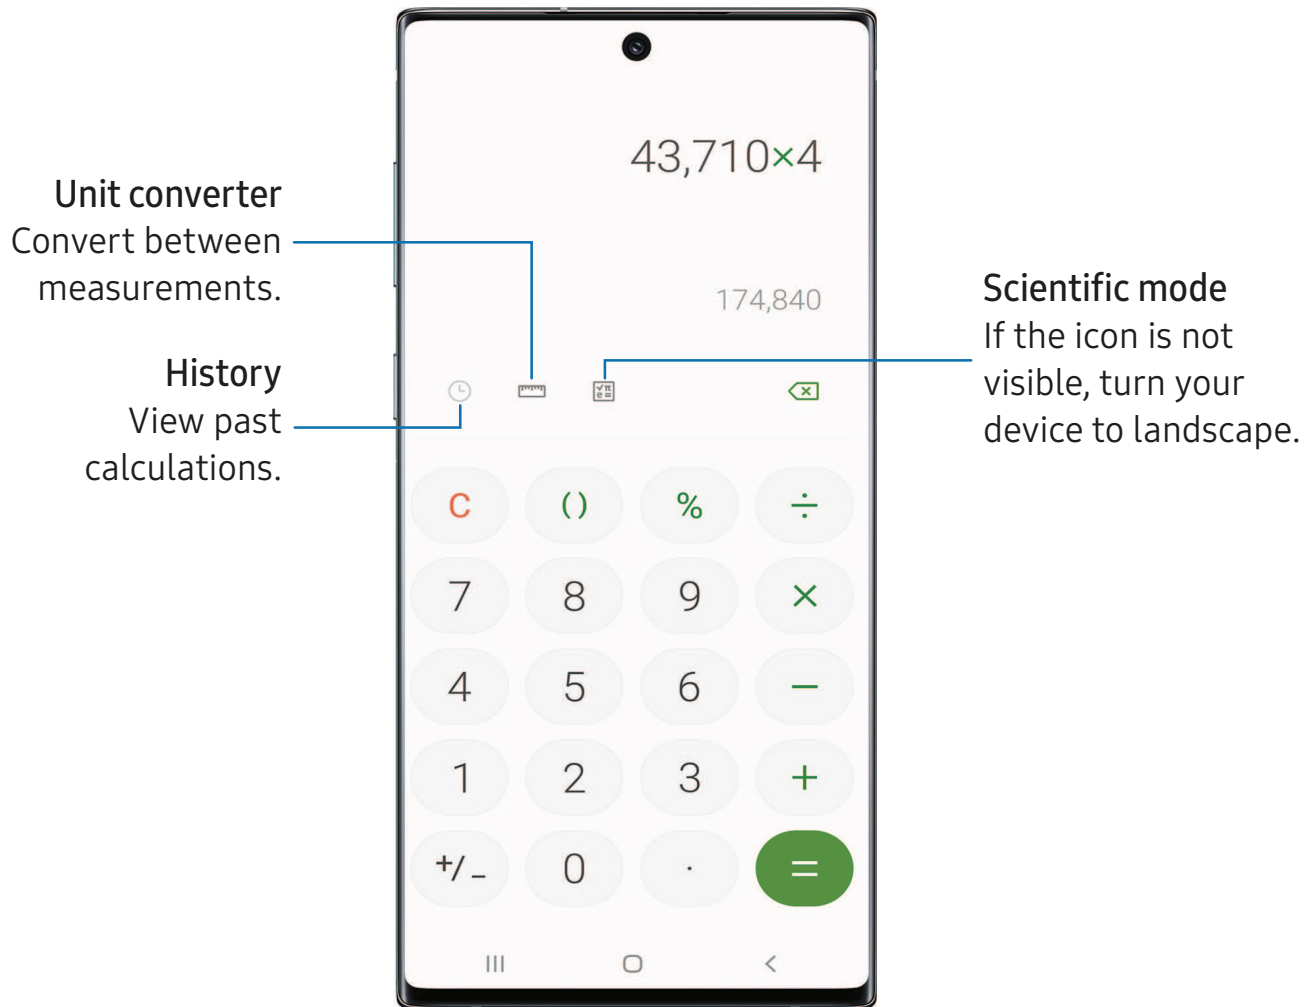 43,710×4
Unit converter
Convert between
measurements.
174,840
Scientific mode
If the icon is not
visible, turn your
device to landscape.
History
View past
calculations.
√π
e=
C () % ÷
7 8 9 ×
4 5 6 −
1 2 3 +
+/− 0 . =